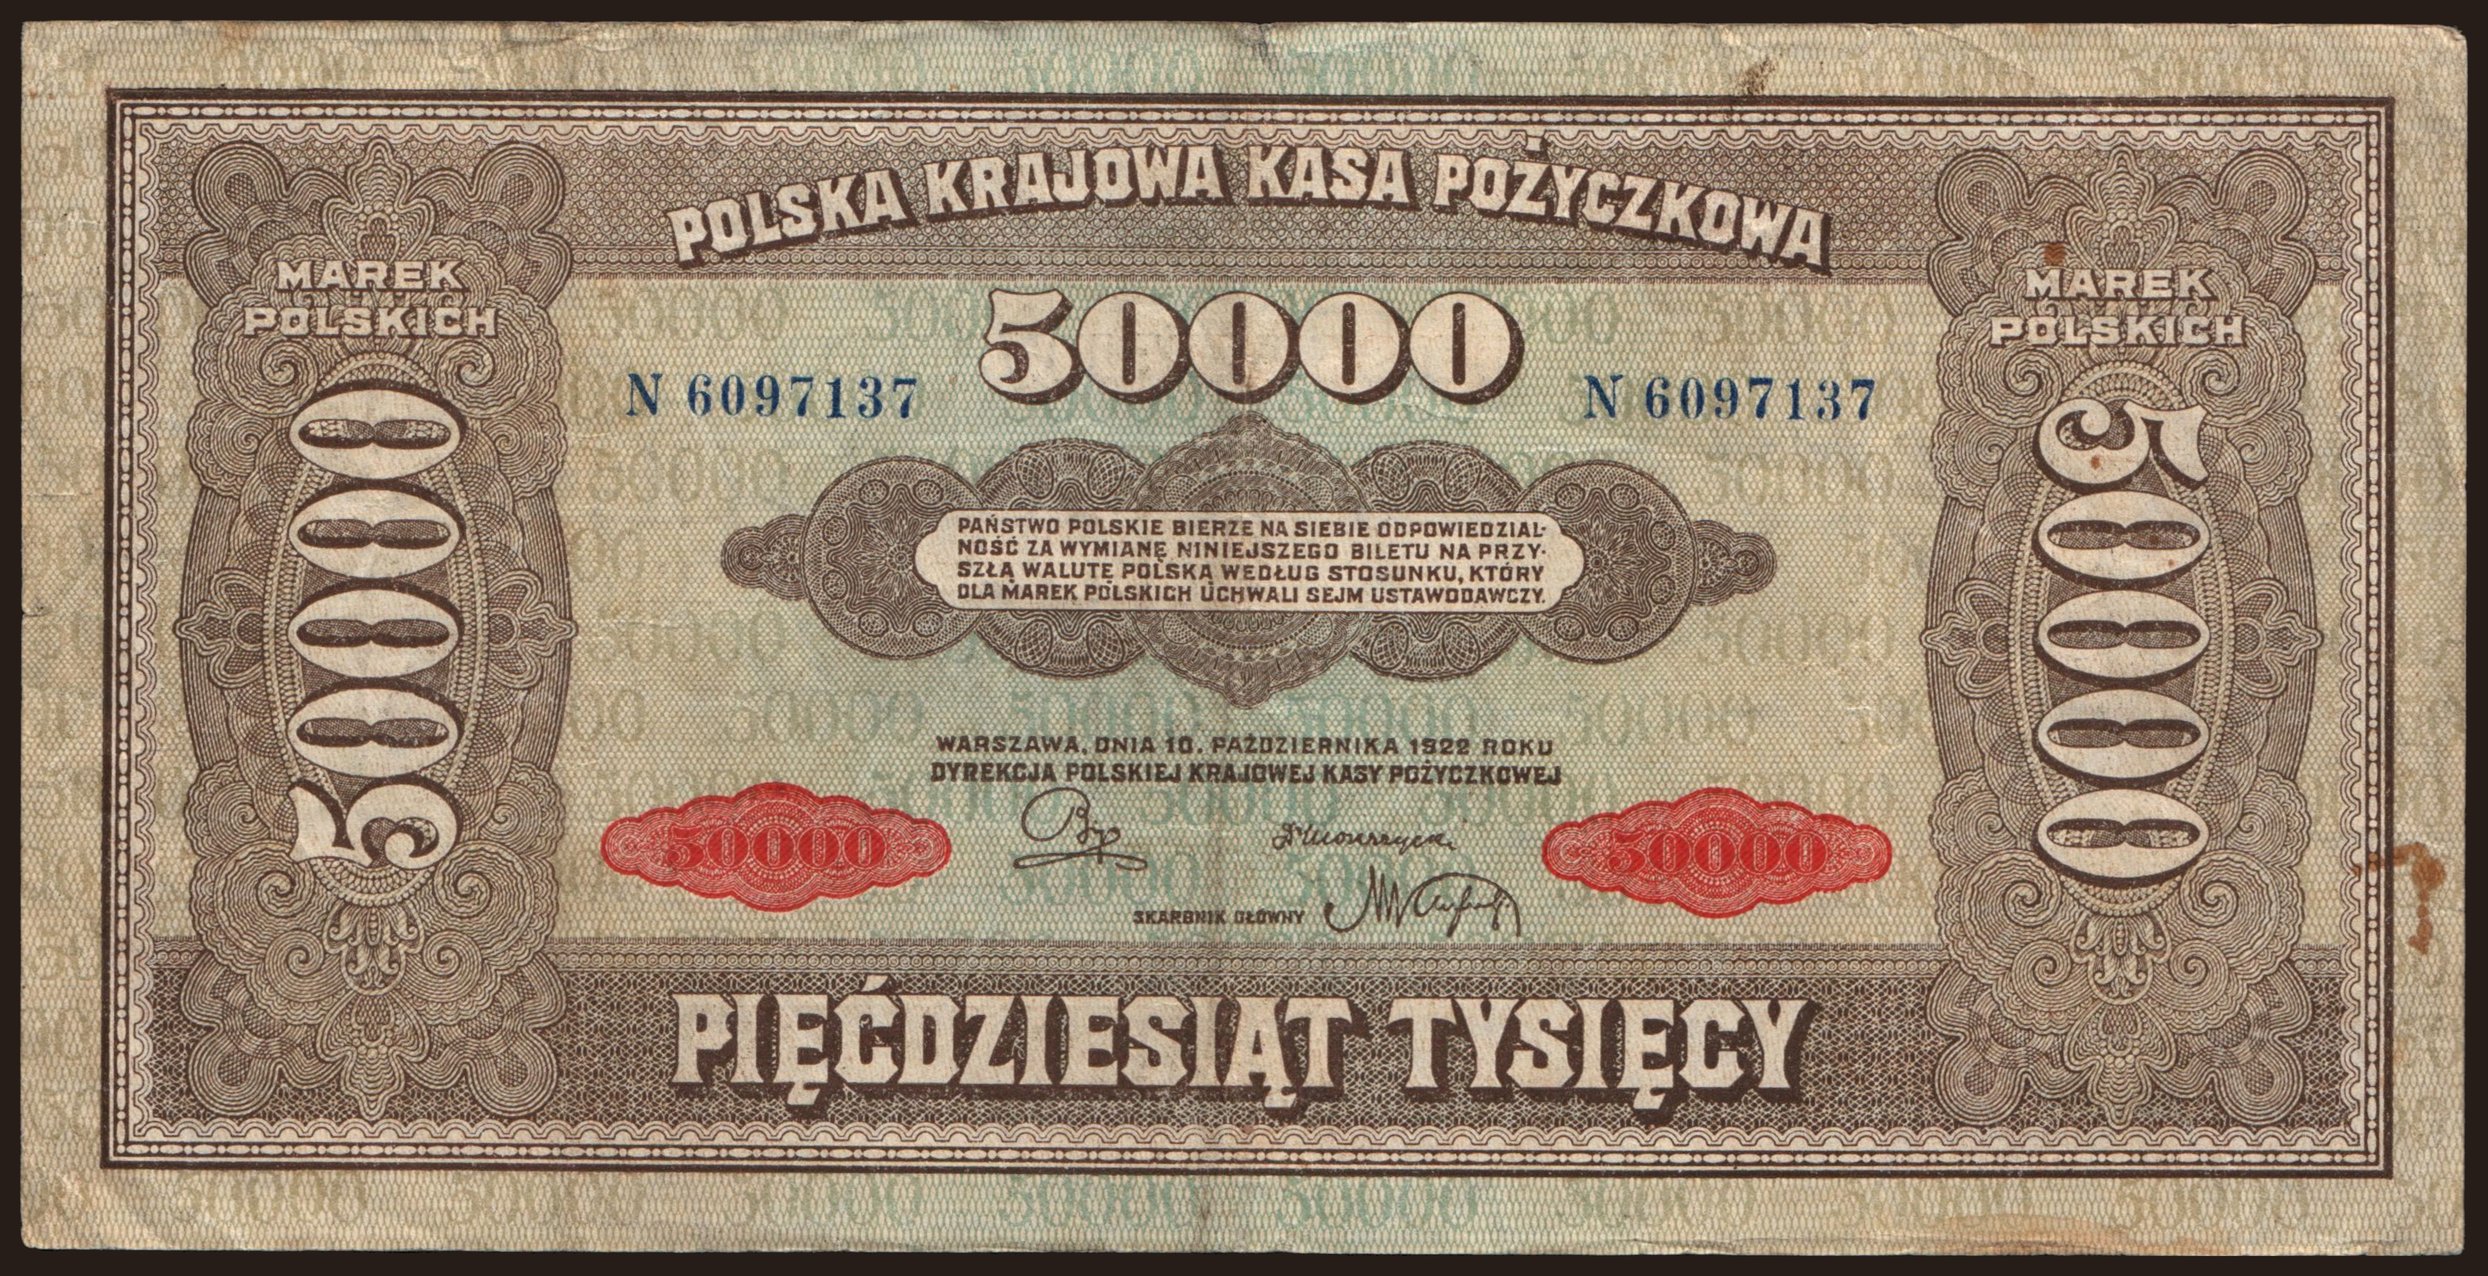 POLSKA KRAJOWA KASA POŻYCZKOWA
MAREK
POLSKICH
MAREK
POLSKICH
50000
N 6097137
N 6097137
50000
50000
PAŃSTWO POLSKIE BIERZE NA SIEBIE ODPOWIEDZIAL-
NOŚĆ ZA WYMIANĘ NINIEJSZEGO BILETU NA PRZY-
SZŁĄ WALUTĘ POLSKĄ WEDŁUG STOSUNKU, KTÓRY
DLA MAREK POLSKICH UCHWALI SEJM USTAWODAWCZY.
WARSZAWA, DNIA 10. PAŹDZIERNIKA 1922 ROKU
DYREKCJA POLSKIEJ KRAJOWEJ KASY POŻYCZKOWEJ
50000
50000
SKARBNIK GŁÓWNY
PIĘĆDZIESIĄT TYSIĘCY